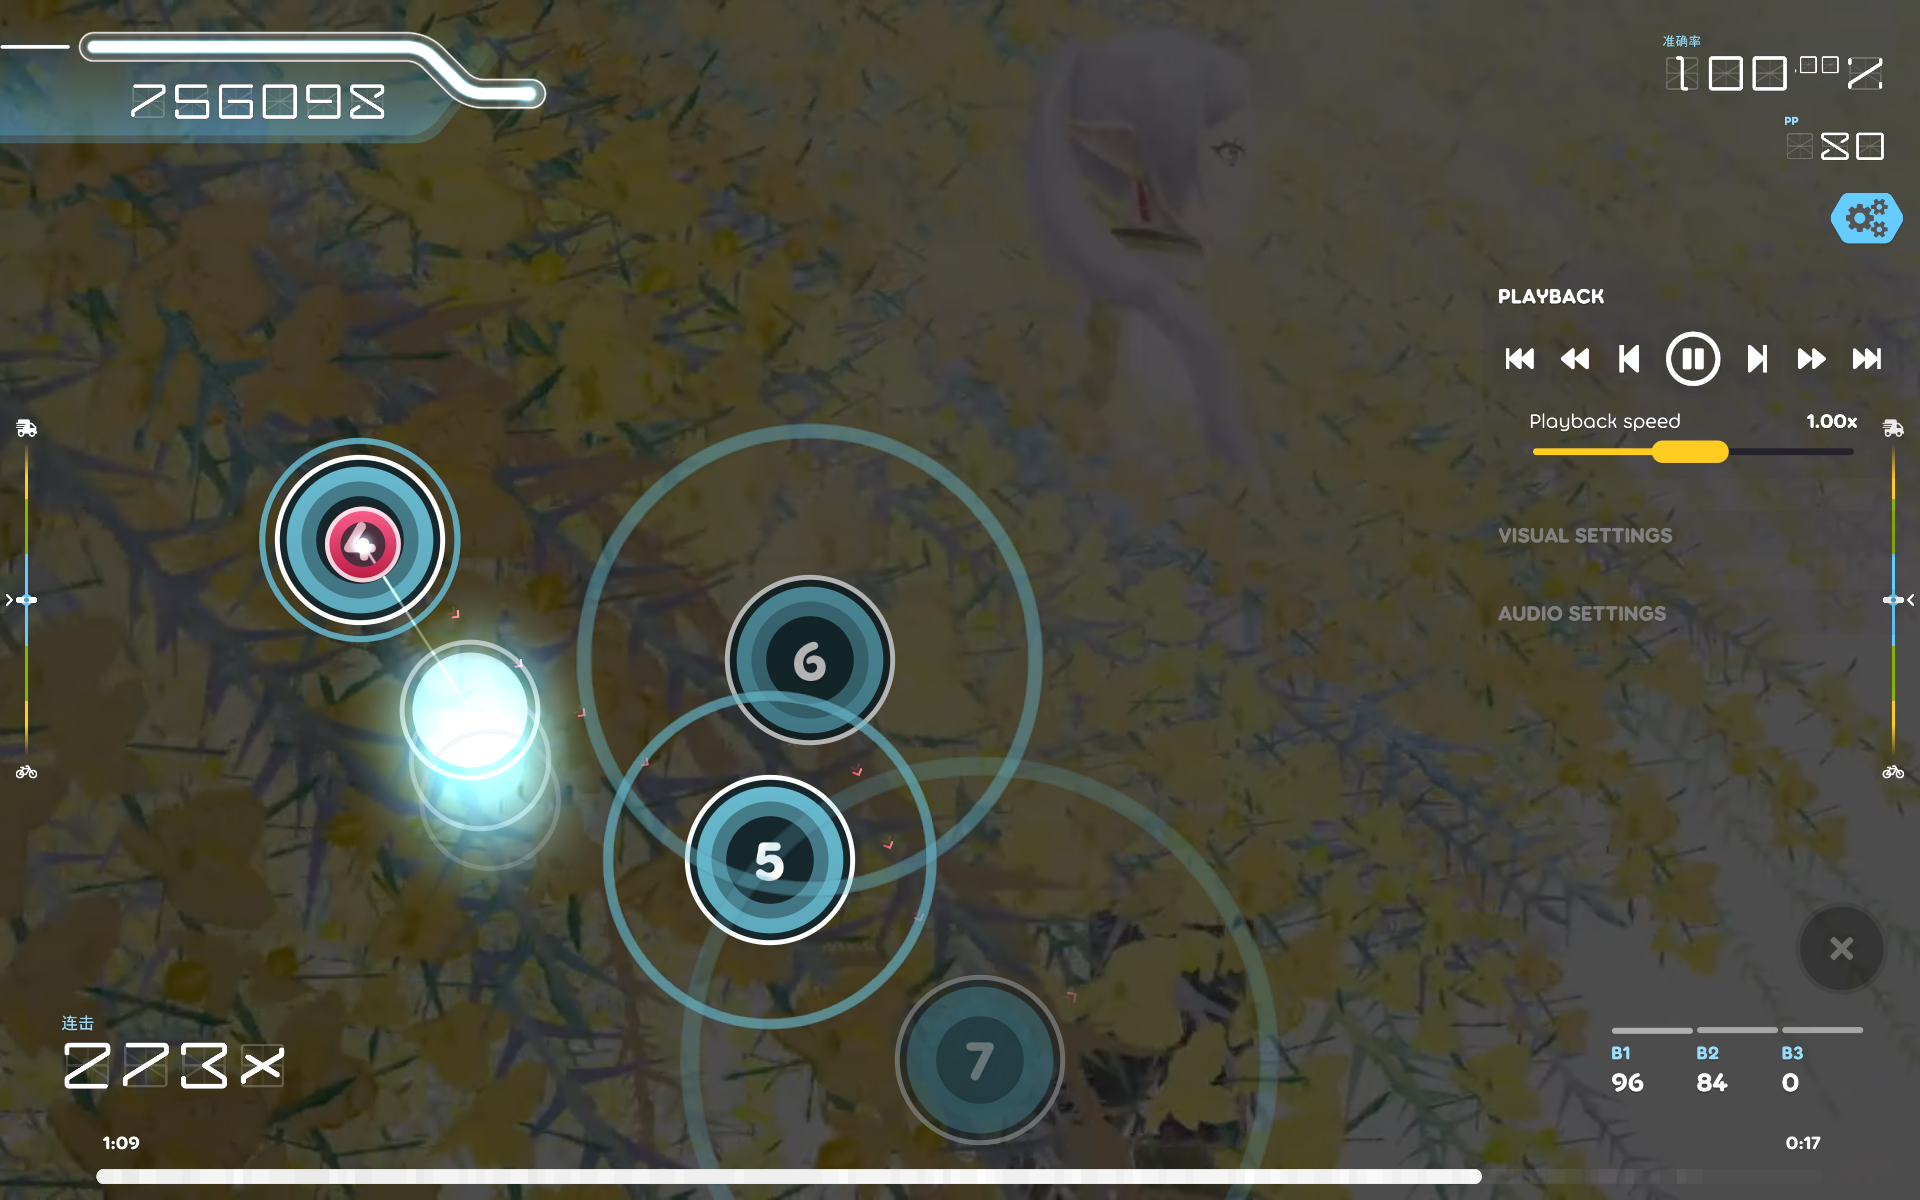 756098
准确率
100.00%
PP
80
PLAYBACK
Playback speed 1.00x
VISUAL SETTINGS
AUDIO SETTINGS
4
6
5
7
连击
273x
B1 B2 B3
96 84 0
1:09 0:17